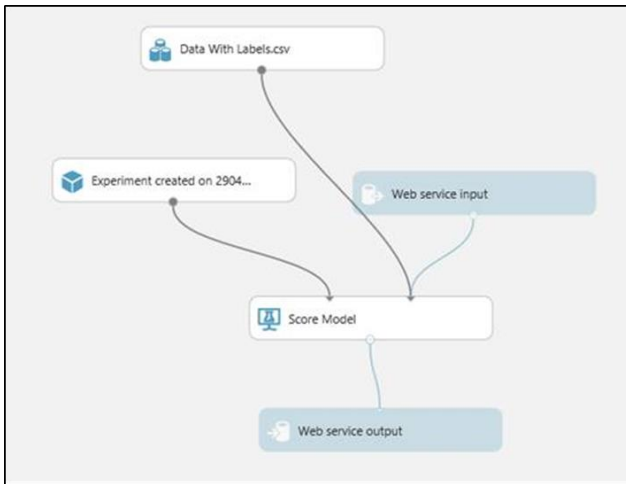 Data With Labels.csv
Experiment created on 2904...
Web service input
Score Model
Web service output